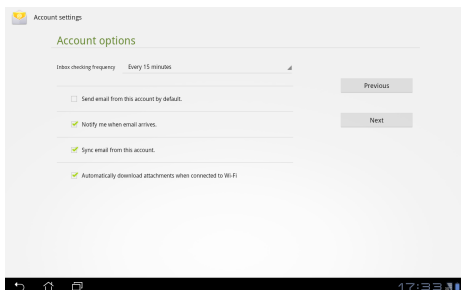 Account settings
Account options
Inbox checking frequency Every 15 minutes
Previous
Send email from this account by default.
Notify me when email arrives.
Next
Sync email from this account.
Automatically download attachments when connected to Wi-Fi
17:33